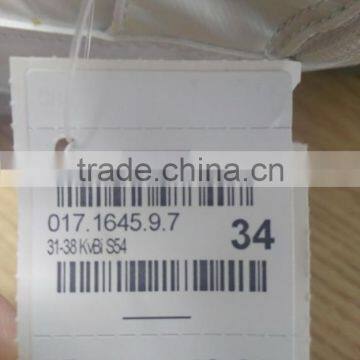 trade.china.cn
017.1645.9.7
31-38 KvBi S54
34